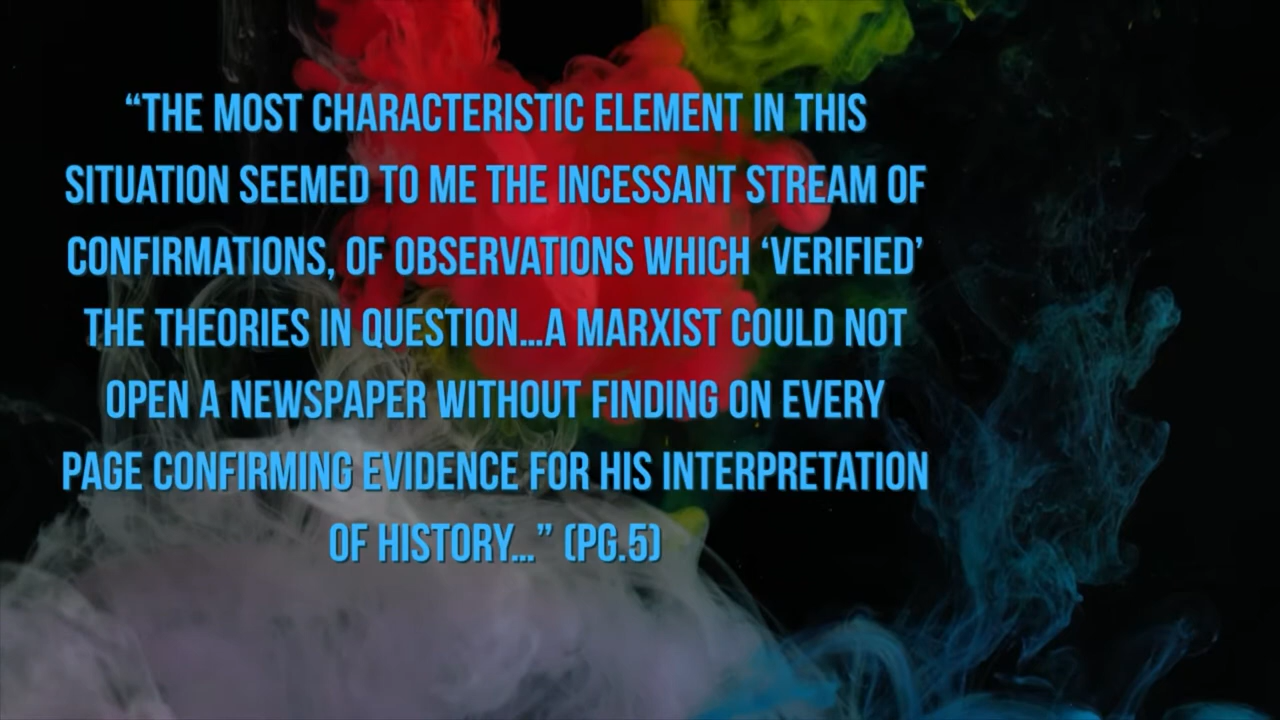 “THE MOST CHARACTERISTIC ELEMENT IN THIS
SITUATION SEEMED TO ME THE INCESSANT STREAM OF
CONFIRMATIONS, OF OBSERVATIONS WHICH ‘VERIFIED’
THE THEORIES IN QUESTION...A MARXIST COULD NOT
OPEN A NEWSPAPER WITHOUT FINDING ON EVERY
PAGE CONFIRMING EVIDENCE FOR HIS INTERPRETATION
OF HISTORY...” (PG.5)